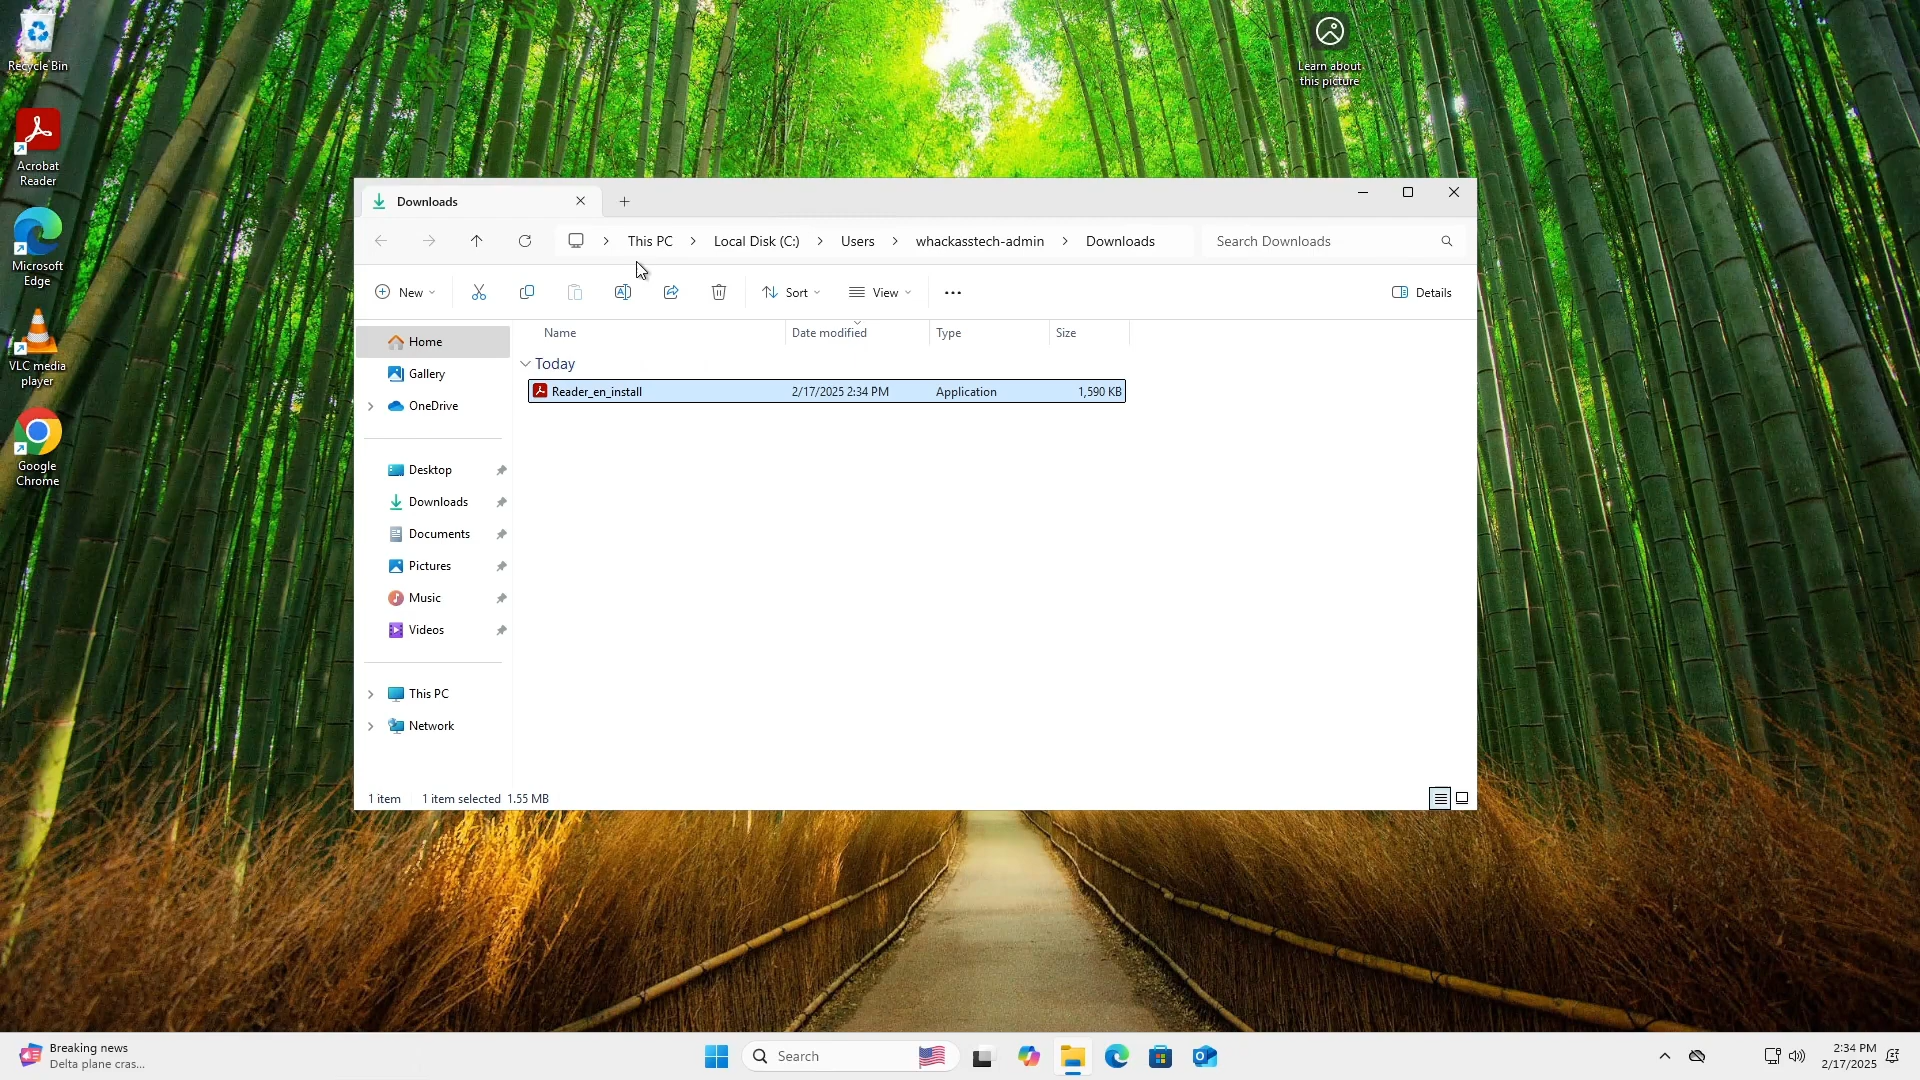 Recycle Bin
Acrobat
Reader
Microsoft
Edge
VLC media
player
Google
Chrome
Learn about
this picture
Downloads
This PC
Local Disk (C:)
Users
whackasstech-admin
Downloads
Search Downloads
New
Sort
View
Details
Home
Gallery
OneDrive
Desktop
Downloads
Documents
Pictures
Music
Videos
This PC
Network
Name
Date modified
Type
Size
Today
Reader_en_install
2/17/2025 2:34 PM
Application
1,590 KB
1 item
1 item selected
1.55 MB
Breaking news
Delta plane cras...
Search
2:34 PM
2/17/2025